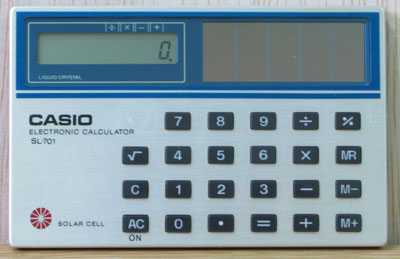 ÷ × − +
0.
LIQUID CRYSTAL
CASIO
ELECTRONIC CALCULATOR
SL-701
7 8 9 ÷ %
√ 4 5 6 × MR
C 1 2 3 − M−
SOLAR CELL
AC 0 • = + M+
ON